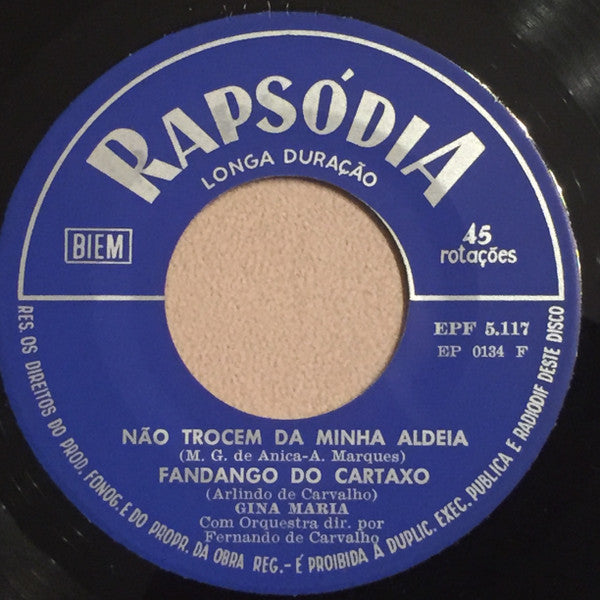 RAPSÓDIA
LONGA DURAÇÃO
BIEM
45
rotações
EPF 5.117
EP 0134 F
NÃO TROCEM DA MINHA ALDEIA
(M. G. de Anica-A. Marques)
FANDANGO DO CARTAXO
(Arlindo de Carvalho)
GINA MARIA
Com Orquestra dir. por
Fernando de Carvalho
RES. OS DIREITOS DO PROD. FONOG. E DO PROPR. DA OBRA REG.-É PROIBIDA A DUPLIC. EXEC. PUBLICA E RADIODIF DESTE DISCO